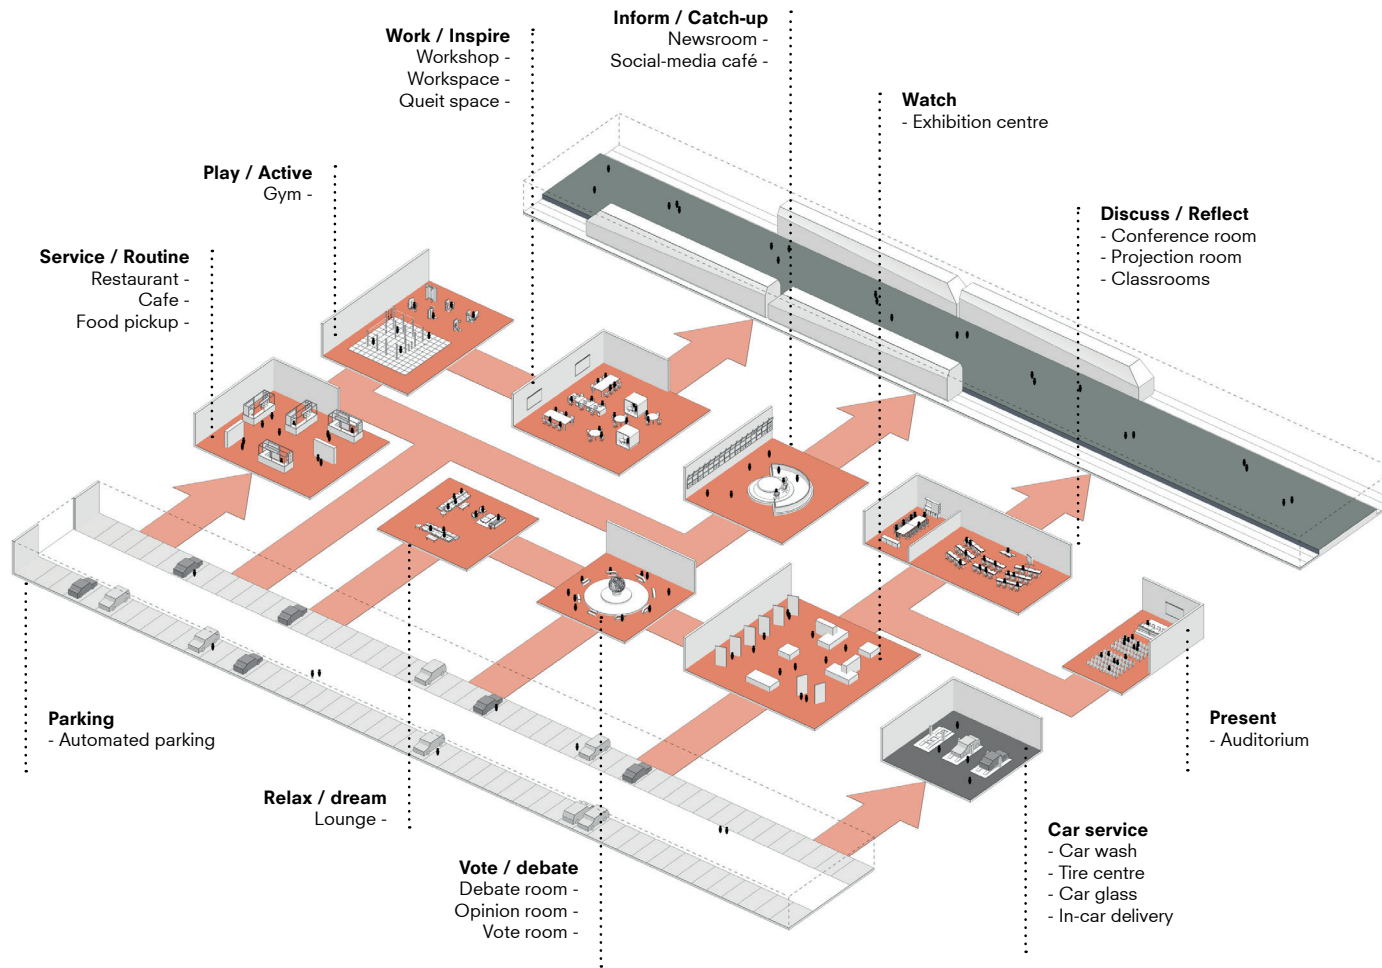 Inform / Catch-up
Newsroom -
Social-media café -
Work / Inspire
Workshop -
Workspace -
Queit space -
Watch
- Exhibition centre
Play / Active
Gym -
Discuss / Reflect
- Conference room
- Projection room
- Classrooms
Service / Routine
Restaurant -
Cafe -
Food pickup -
Parking
- Automated parking
Present
- Auditorium
Relax / dream
Lounge -
Car service
- Car wash
- Tire centre
- Car glass
- In-car delivery
Vote / debate
Debate room -
Opinion room -
Vote room -